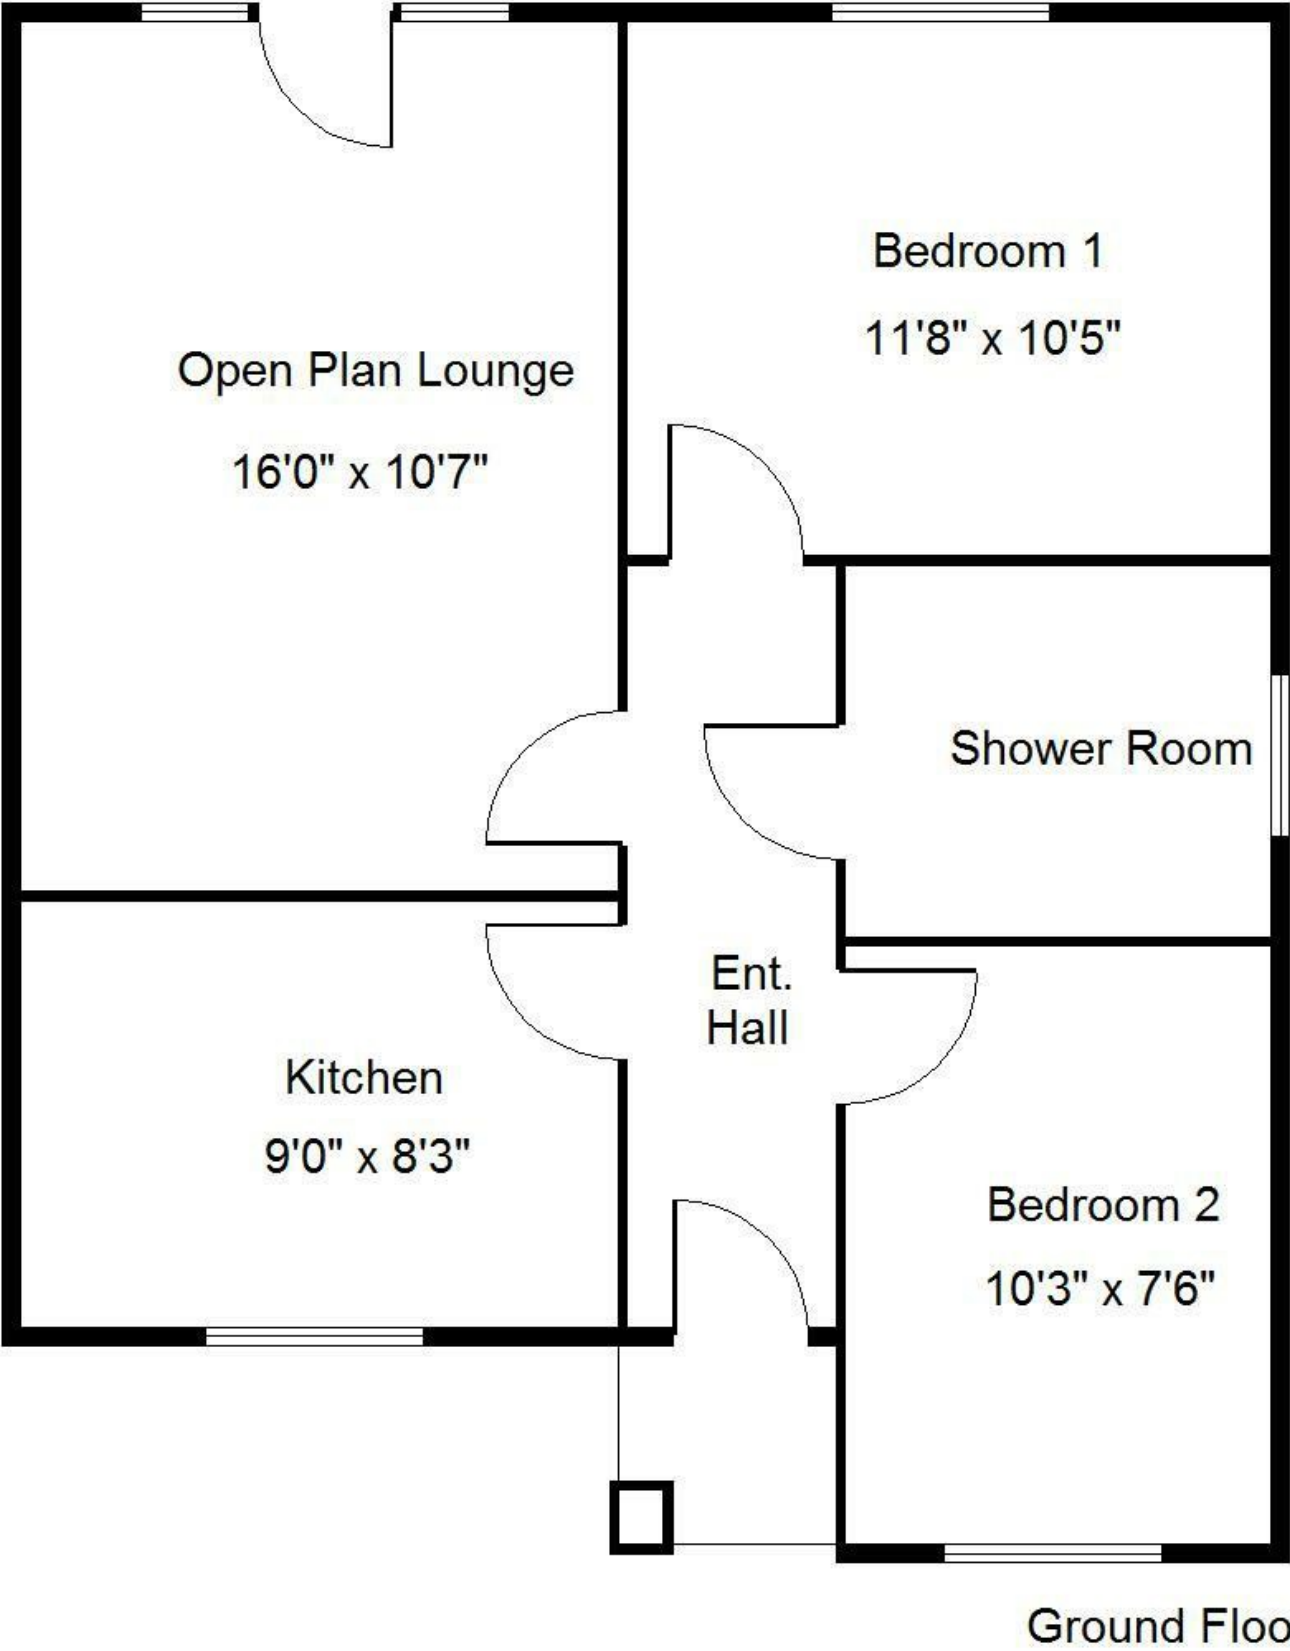 Bedroom 1
11'8" x 10'5"
Open Plan Lounge
16'0" x 10'7"
Shower Room
Ent.
Hall
Kitchen
9'0" x 8'3"
Bedroom 2
10'3" x 7'6"
Ground Floo